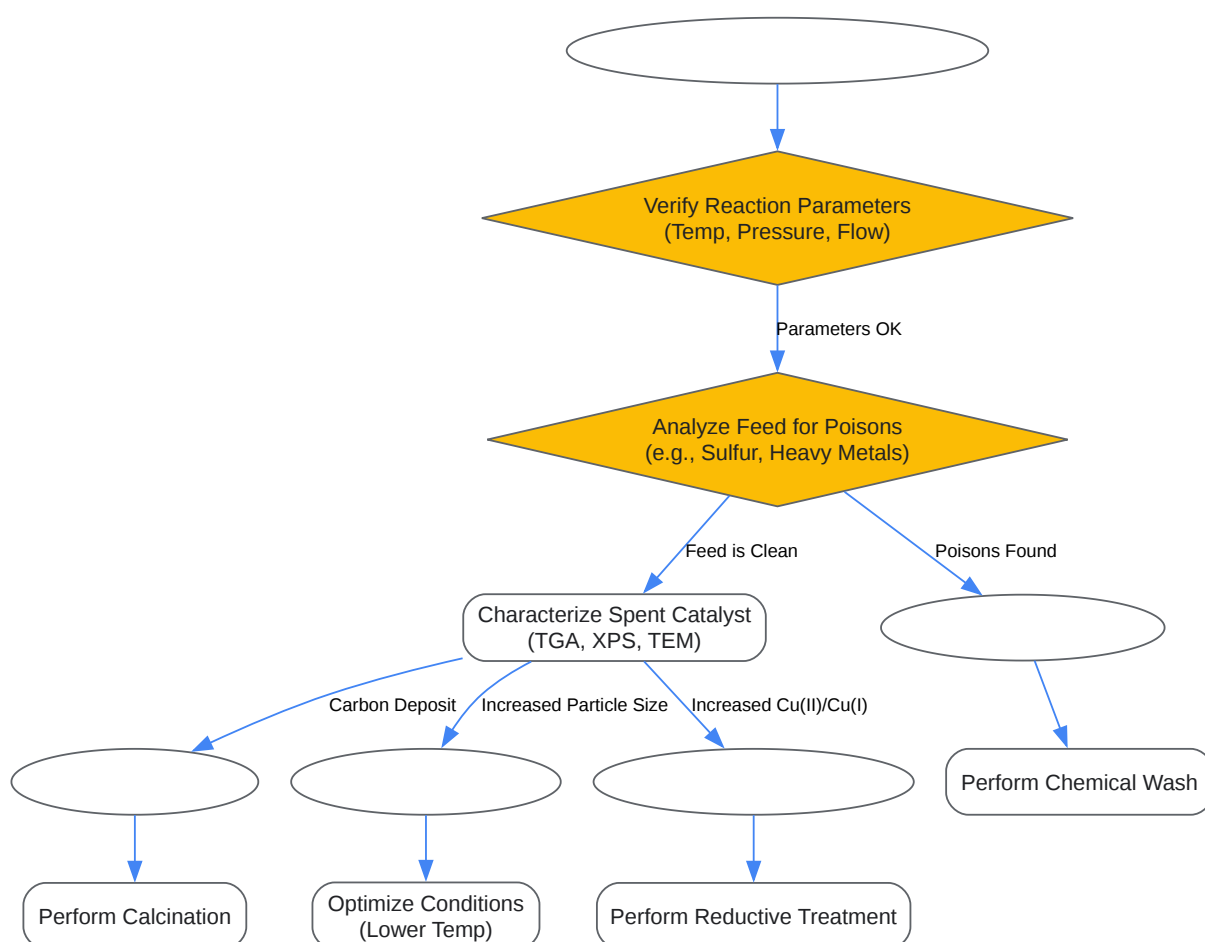 Verify Reaction Parameters
(Temp, Pressure, Flow)
Parameters OK
Analyze Feed for Poisons
(e.g., Sulfur, Heavy Metals)
Feed is Clean
Poisons Found
Characterize Spent Catalyst
(TGA, XPS, TEM)
Carbon Deposit
Increased Particle Size
Increased Cu(II)/Cu(I)
Perform Chemical Wash
Perform Calcination
Optimize Conditions
(Lower Temp)
Perform Reductive Treatment